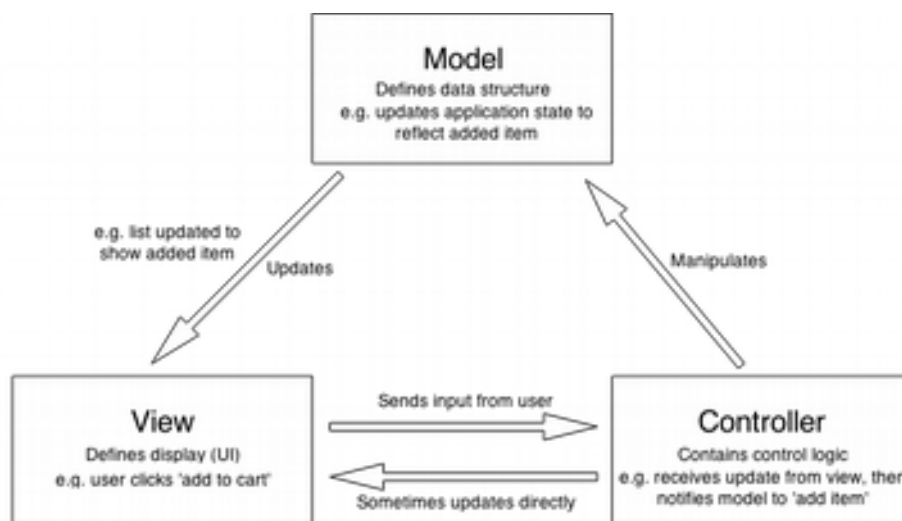 Model
Defines data structure
e.g. updates application state to
reflect added item
e.g. list updated to
show added item
Updates
Manipulates
View
Defines display (UI)
e.g. user clicks 'add to cart'
Sends input from user
Sometimes updates directly
Controller
Contains control logic
e.g. receives update from view, then
notifies model to 'add item'